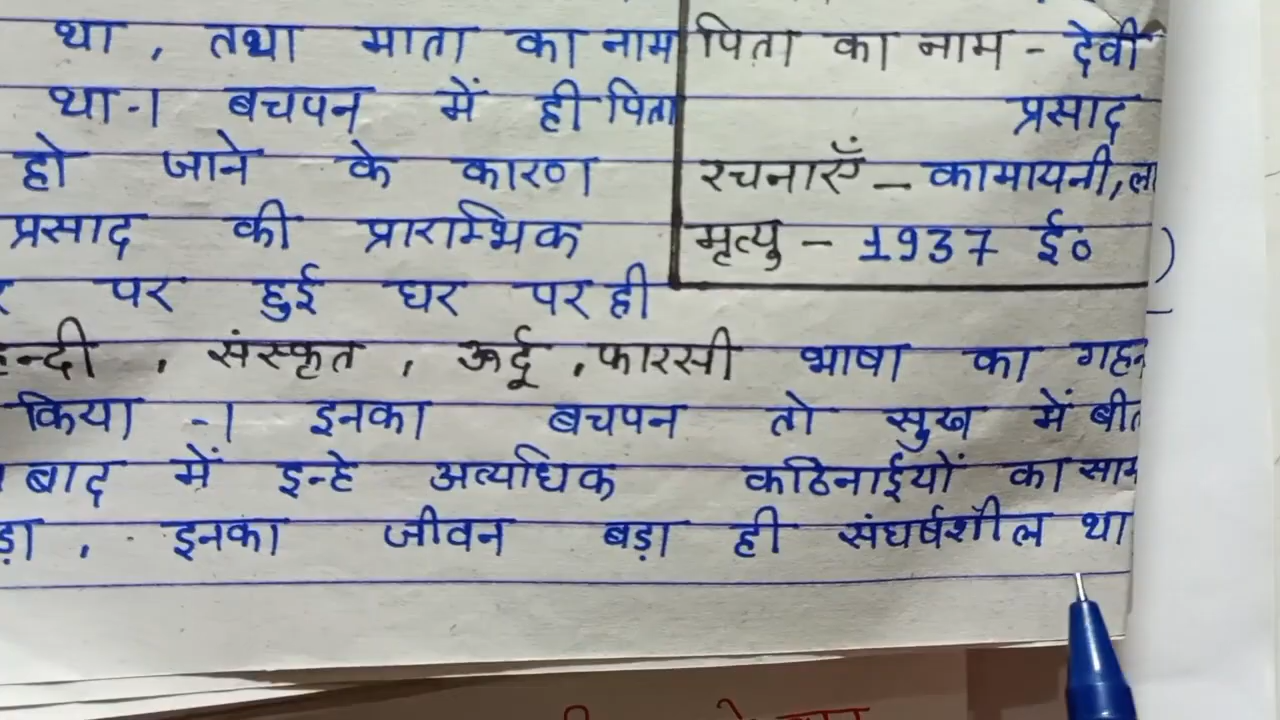 था, तथा माता का नाम
था-। बचपन में ही पिता
हो जाने के कारण
प्रसाद की प्रारम्भिक
पर हुई घर पर ही
पिता का नाम - देवी
प्रसाद
रचनाएँ - कामायनी,
मृत्यु - 1937 ई०
, संस्कृत, ऊर्दू, फारसी भाषा का
किया -। इनका बचपन तो सुख में
बाद में इन्हे अत्यधिक कठिनाईयों का
, इनका जीवन बड़ा ही संघर्षशील था